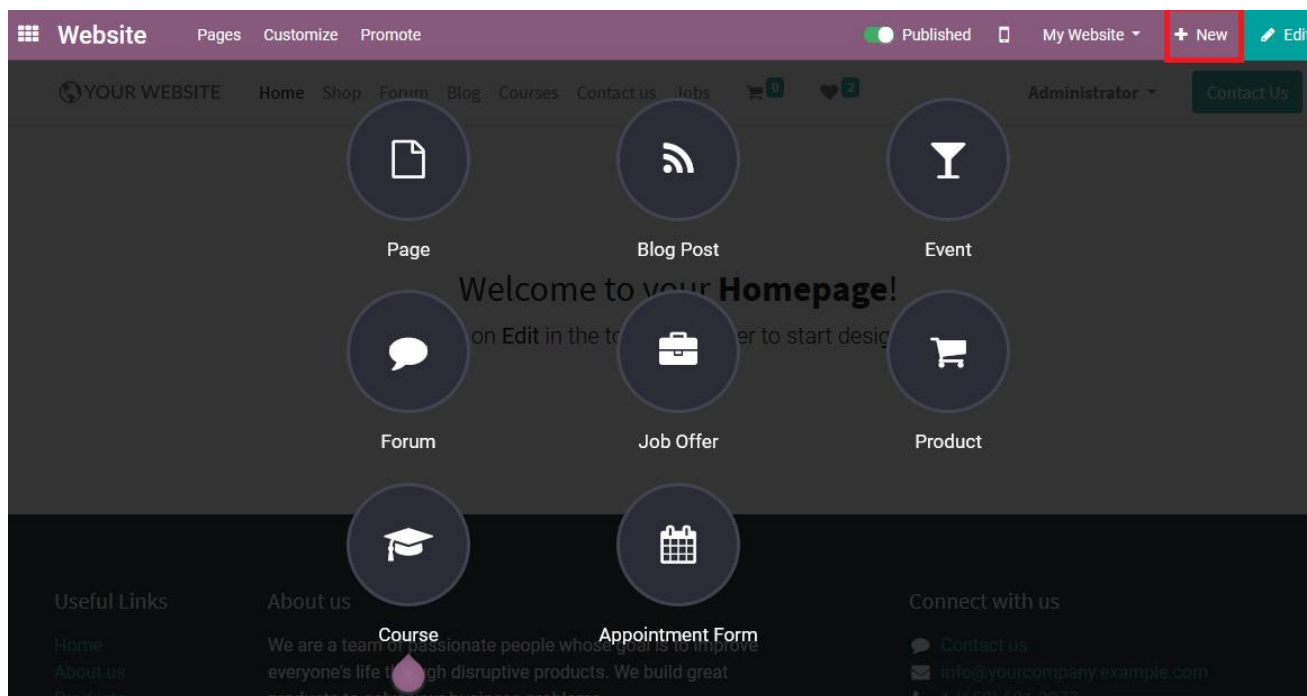 Website Pages Customize Promote Published My Website + New Edit
YOUR WEBSITE Home Shop Forum Blog Courses Contact us Jobs 0 2 Administrator Contact Us
Page Blog Post Event
Welcome to your Homepage!
on Edit in the er to start
Forum Job Offer Product
Useful Links About us Connect with us
Course Appointment Form
Home We are a team of passionate people whose goal is to improve Contact us
About us everyone's life through disruptive products. We build great info@yourcompany.example.com